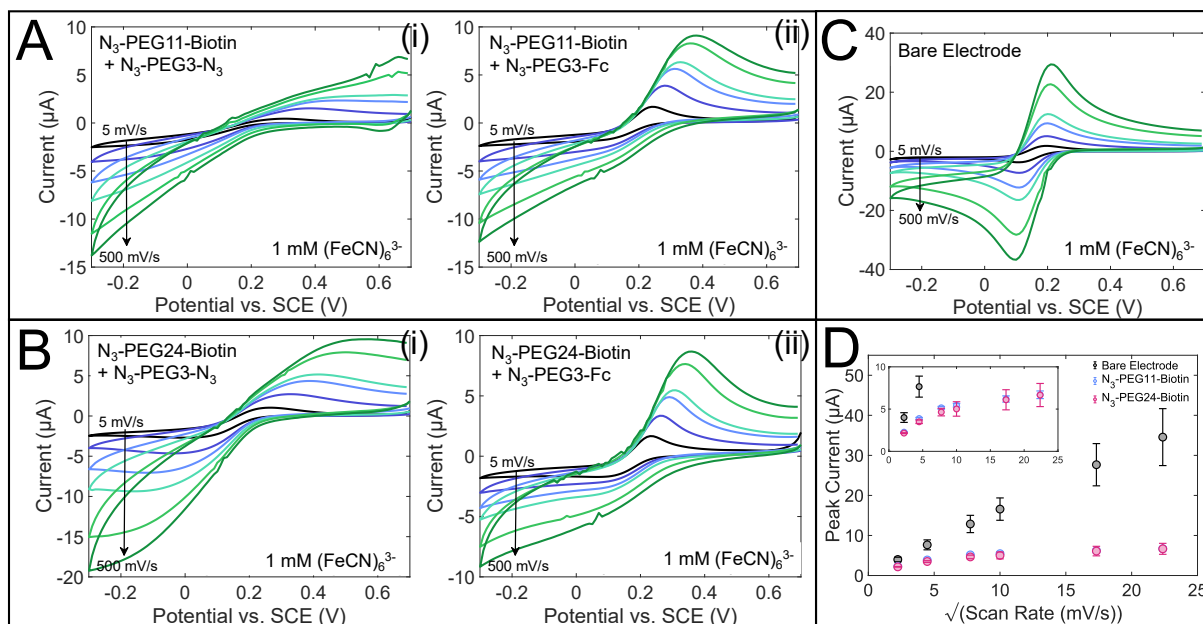 A
(i)
N3-PEG11-Biotin
+ N3-PEG3-N3
5 mV/s
500 mV/s
1 mM (FeCN)6 3-
10
5
0
-5
-10
-15
-0.2
0
0.2
0.4
0.6
Current (µA)
Potential vs. SCE (V)
(ii)
N3-PEG11-Biotin
+ N3-PEG3-Fc
5 mV/s
500 mV/s
1 mM (FeCN)6 3-
10
5
0
-5
-10
-15
-0.2
0
0.2
0.4
0.6
Current (µA)
Potential vs. SCE (V)
C
Bare Electrode
5 mV/s
500 mV/s
1 mM (FeCN)6 3-
40
20
0
-20
-40
-0.2
0
0.2
0.4
0.6
Current (µA)
Potential vs. SCE (V)
B
(i)
N3-PEG24-Biotin
+ N3-PEG3-N3
5 mV/s
500 mV/s
1 mM (FeCN)6 3-
10
5
0
-5
-10
-15
-20
-0.2
0
0.2
0.4
0.6
Current (µA)
Potential vs. SCE (V)
(ii)
N3-PEG24-Biotin
+ N3-PEG3-Fc
5 mV/s
500 mV/s
1 mM (FeCN)6 3-
10
5
0
-5
-10
-0.2
0
0.2
0.4
0.6
Current (µA)
Potential vs. SCE (V)
D
Bare Electrode
N3-PEG11-Biotin
N3-PEG24-Biotin
50
40
30
20
10
0
0
5
10
15
20
25
Peak Current (µA)
√(Scan Rate (mV/s))
10
5
0
0
5
10
15
20
25